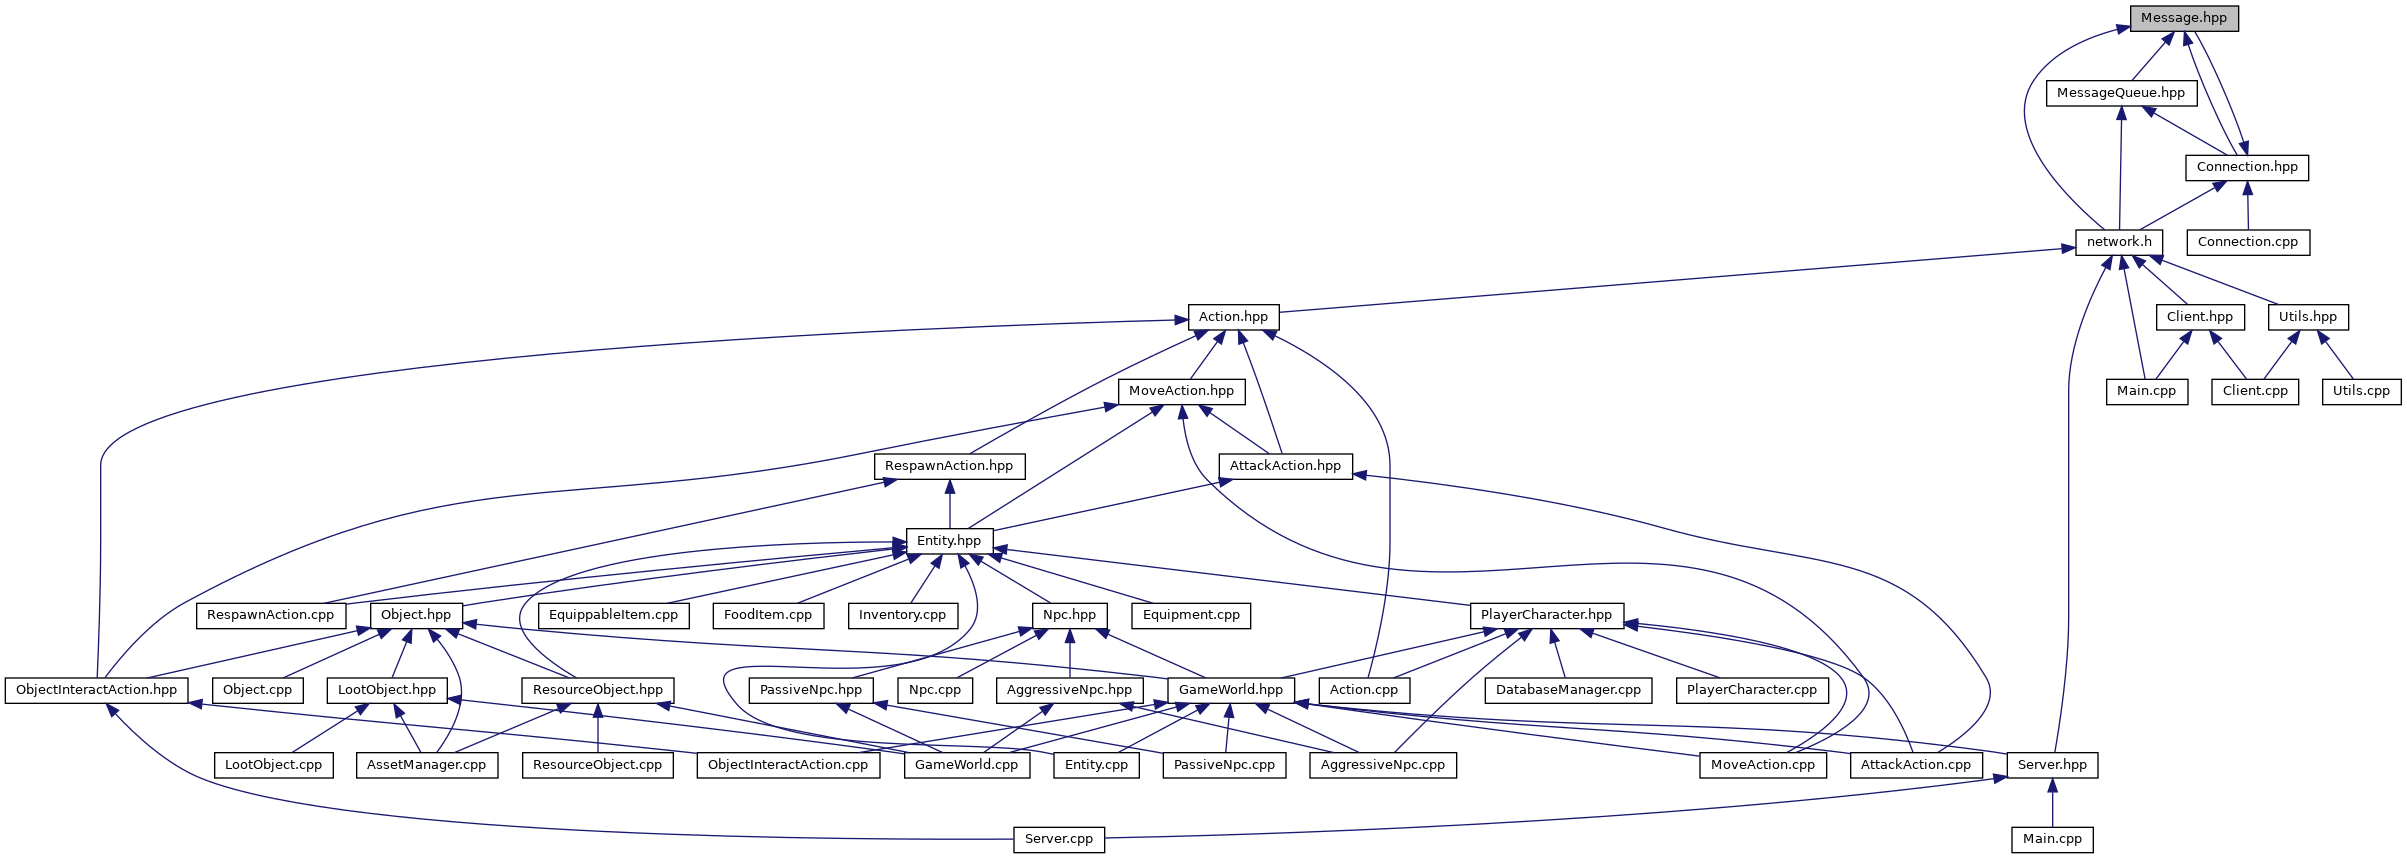 Message.hpp
MessageQueue.hpp
Connection.hpp
network.h
Connection.cpp
Action.hpp
Client.hpp
Utils.hpp
MoveAction.hpp
Main.cpp
Client.cpp
Utils.cpp
RespawnAction.hpp
AttackAction.hpp
Entity.hpp
RespawnAction.cpp
Object.hpp
EquippableItem.cpp
FoodItem.cpp
Inventory.cpp
Npc.hpp
Equipment.cpp
PlayerCharacter.hpp
ObjectInteractAction.hpp
Object.cpp
LootObject.hpp
ResourceObject.hpp
PassiveNpc.hpp
Npc.cpp
AggressiveNpc.hpp
GameWorld.hpp
Action.cpp
DatabaseManager.cpp
PlayerCharacter.cpp
LootObject.cpp
AssetManager.cpp
ResourceObject.cpp
ObjectInteractAction.cpp
GameWorld.cpp
Entity.cpp
PassiveNpc.cpp
AggressiveNpc.cpp
MoveAction.cpp
AttackAction.cpp
Server.hpp
Server.cpp
Main.cpp